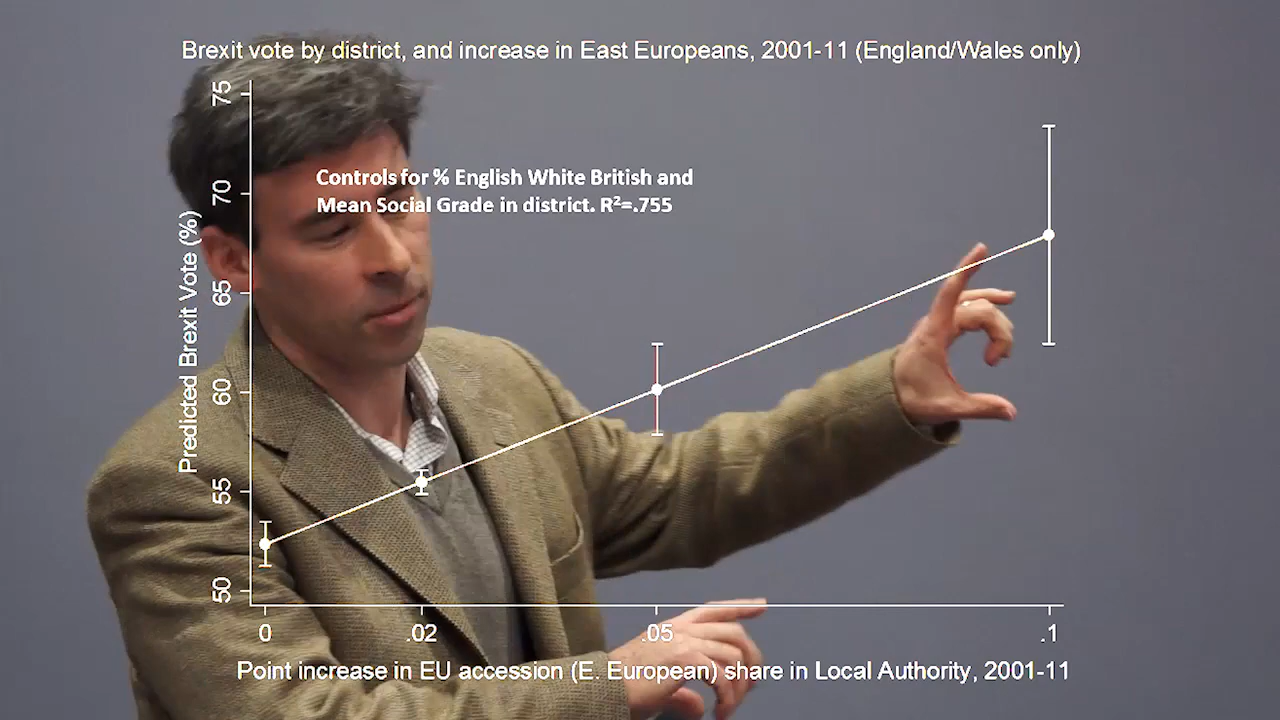 Brexit vote by district, and increase in East Europeans, 2001-11 (England/Wales only)
Controls for % English White British and
Mean Social Grade in district. R²=.755
Predicted Brexit Vote (%)
75
70
65
60
55
50
0 .02 .05 .1
Point increase in EU accession (E. European) share in Local Authority, 2001-11